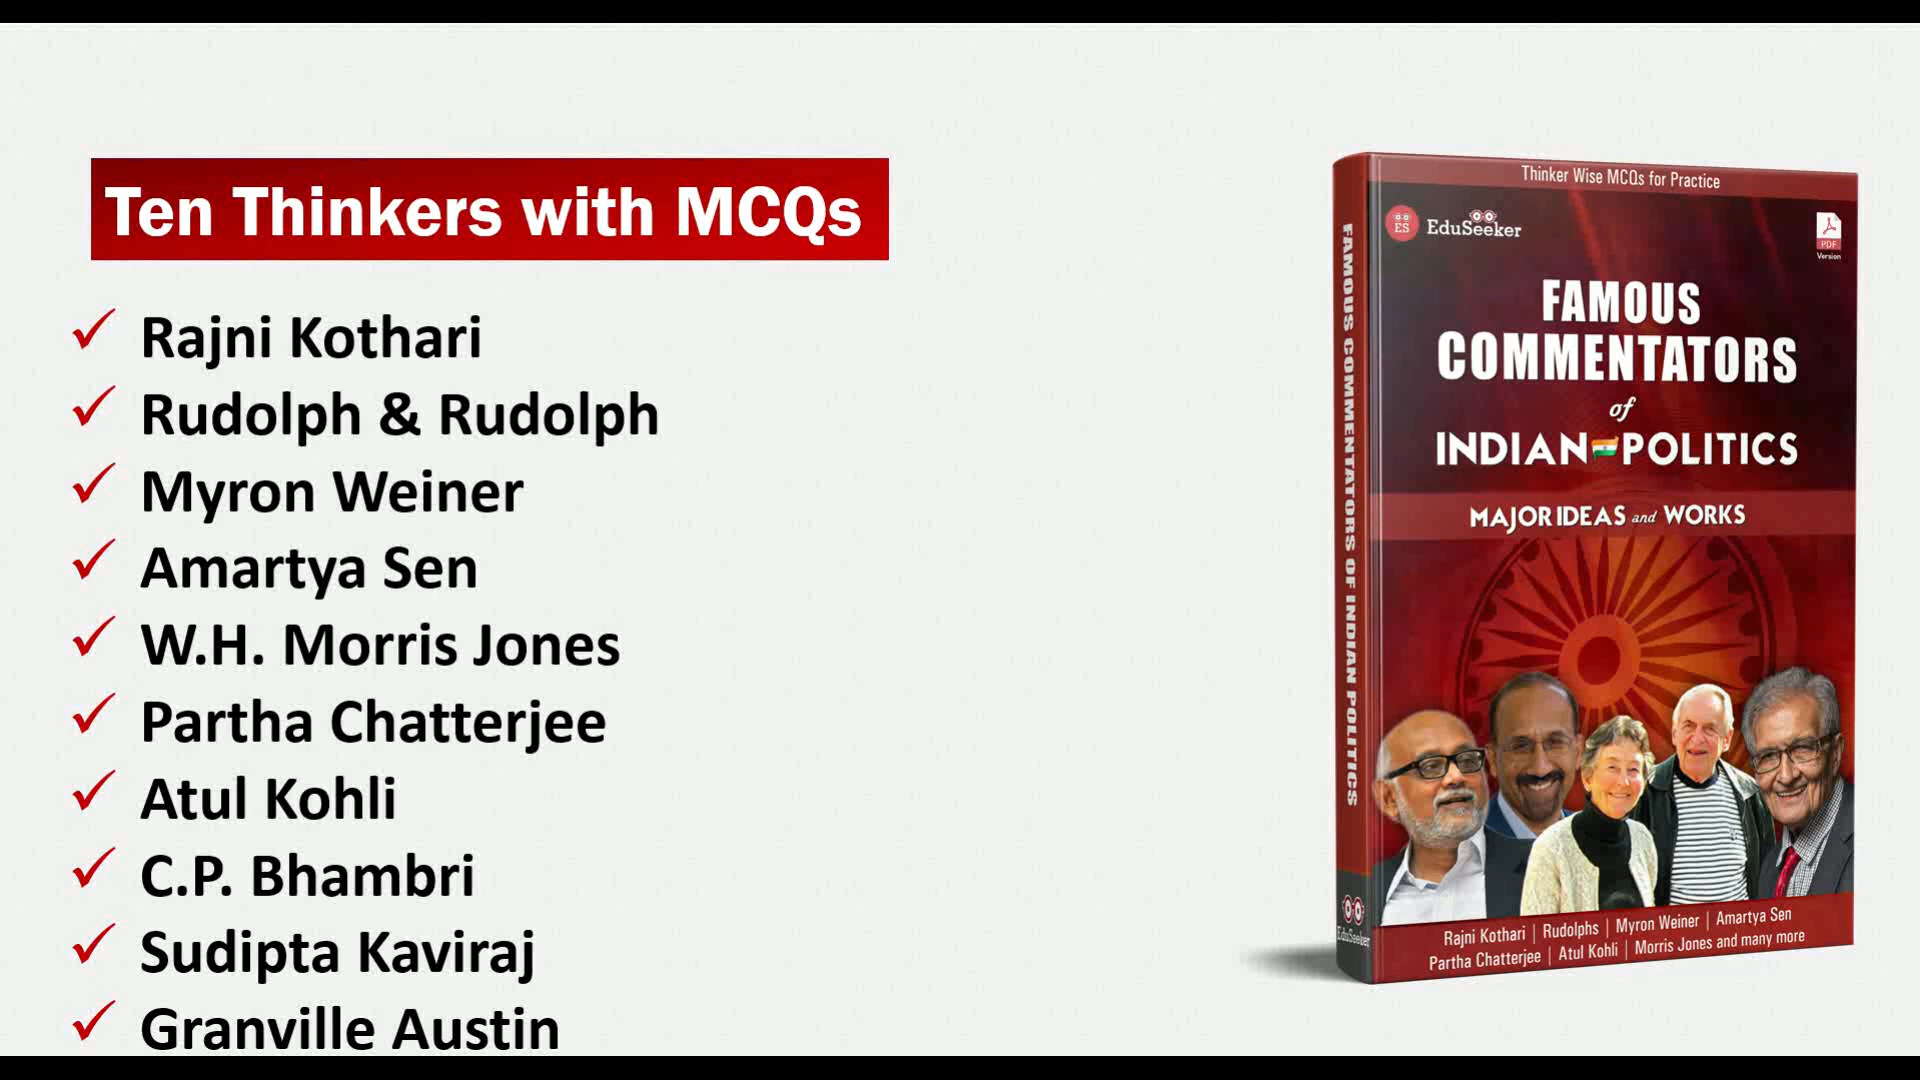 Ten Thinkers with MCQs
Rajni Kothari
Rudolph & Rudolph
Myron Weiner
Amartya Sen
W.H. Morris Jones
Partha Chatterjee
Atul Kohli
C.P. Bhambri
Sudipta Kaviraj
Granville Austin
FAMOUS COMMENTATORS OF INDIAN POLITICS
EduSeeker
Thinker Wise MCQs for Practice
ES EduSeeker
PDF
Version
FAMOUS
COMMENTATORS
of
INDIAN POLITICS
MAJOR IDEAS and WORKS
Rajni Kothari | Rudolphs | Myron Weiner | Amartya Sen
Partha Chatterjee | Atul Kohli | Morris Jones and many more